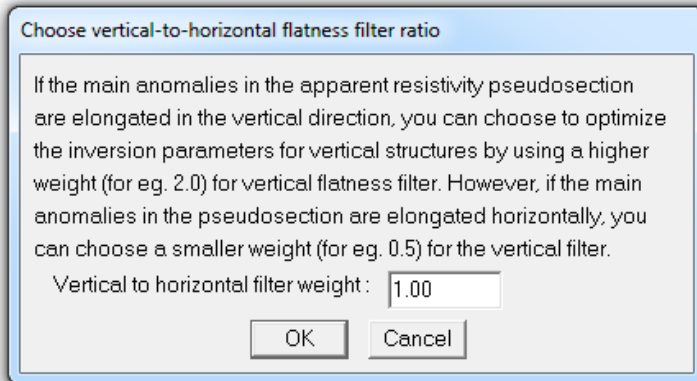 Choose vertical-to-horizontal flatness filter ratio
If the main anomalies in the apparent resistivity pseudosection
are elongated in the vertical direction, you can choose to optimize
the inversion parameters for vertical structures by using a higher
weight (for eg. 2.0) for vertical flatness filter. However, if the main
anomalies in the pseudosection are elongated horizontally, you
can choose a smaller weight (for eg. 0.5) for the vertical filter.
Vertical to horizontal filter weight : 1.00
OK Cancel